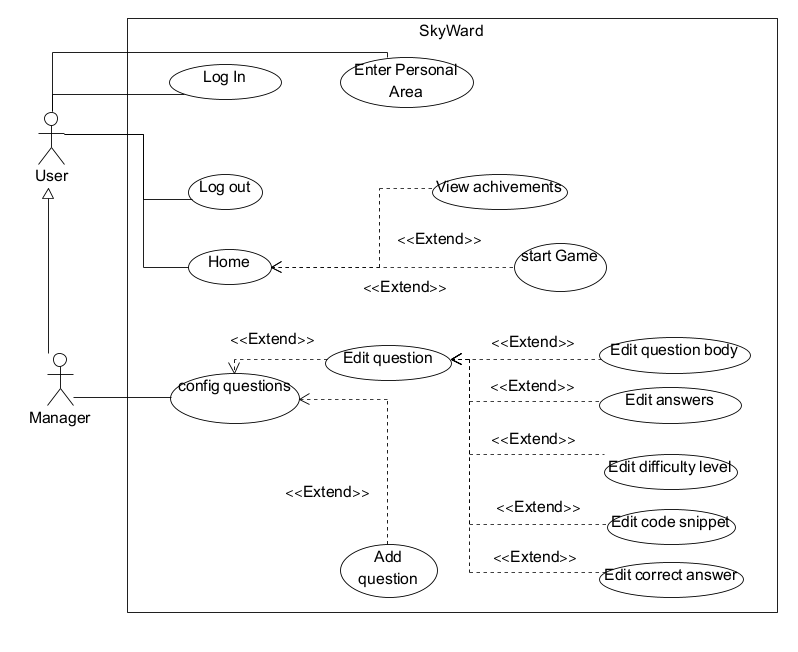 SkyWard
Log In
Enter Personal
Area
User
Log out
View achivements
<<Extend>>
Home
start Game
<<Extend>>
<<Extend>>
Edit question
<<Extend>>
Edit question body
config questions
<<Extend>>
Edit answers
Manager
<<Extend>>
Edit difficulty level
<<Extend>>
<<Extend>>
Edit code snippet
Add
question
<<Extend>>
Edit correct answer